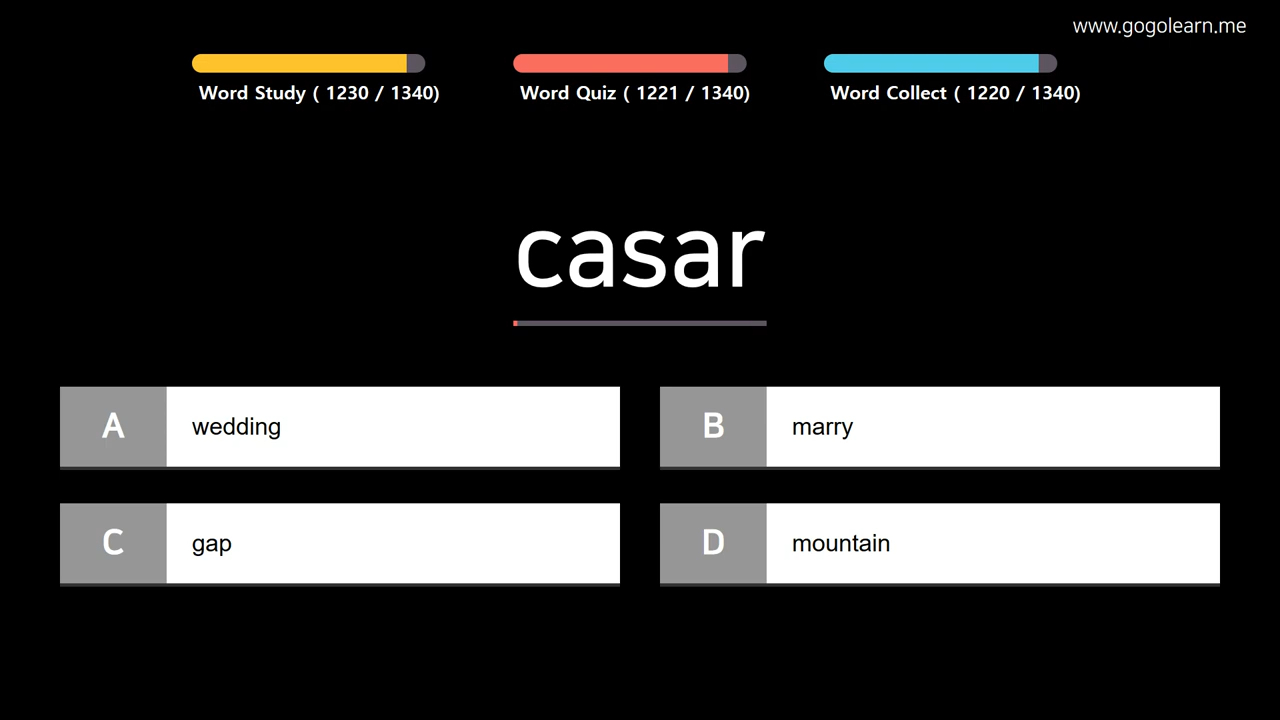 www.gogolearn.me
Word Study ( 1230 / 1340)
Word Quiz ( 1221 / 1340)
Word Collect ( 1220 / 1340)
casar
A wedding
B marry
C gap
D mountain